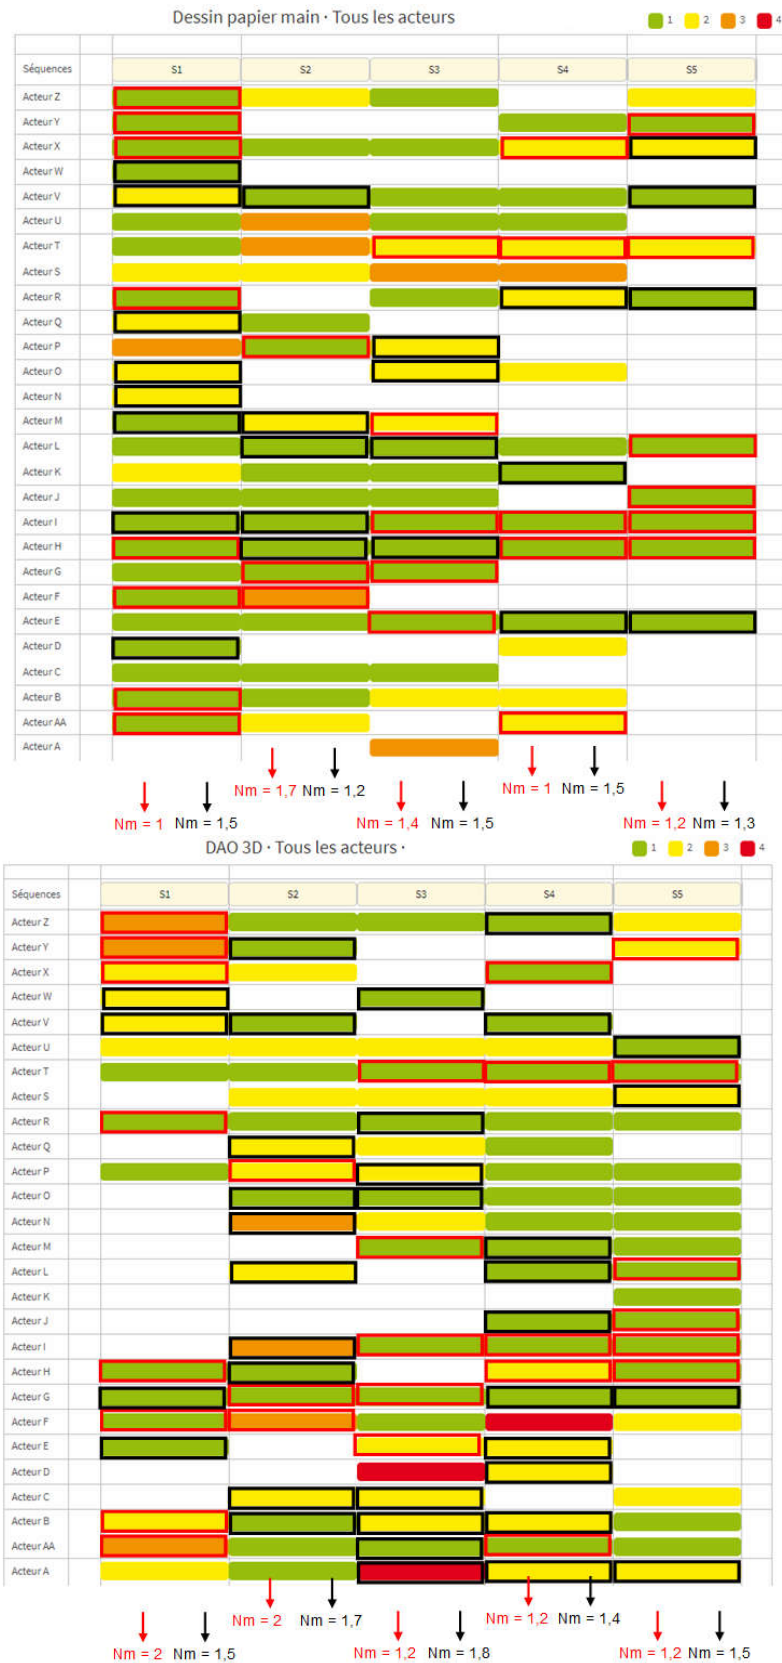 Dessin papier main · Tous les acteurs
1 2 3 4
Séquences S1 S2 S3 S4 S5
Acteur Z
Acteur Y
Acteur X
Acteur W
Acteur V
Acteur U
Acteur T
Acteur S
Acteur R
Acteur Q
Acteur P
Acteur O
Acteur N
Acteur M
Acteur L
Acteur K
Acteur J
Acteur I
Acteur H
Acteur G
Acteur F
Acteur E
Acteur D
Acteur C
Acteur B
Acteur AA
Acteur A
Nm = 1,7 Nm = 1,2 Nm = 1 Nm = 1,5
Nm = 1 Nm = 1,5 Nm = 1,4 Nm = 1,5 Nm = 1,2 Nm = 1,3
DAO 3D · Tous les acteurs ·
1 2 3 4
Séquences S1 S2 S3 S4 S5
Acteur Z
Acteur Y
Acteur X
Acteur W
Acteur V
Acteur U
Acteur T
Acteur S
Acteur R
Acteur Q
Acteur P
Acteur O
Acteur N
Acteur M
Acteur L
Acteur K
Acteur J
Acteur I
Acteur H
Acteur G
Acteur F
Acteur E
Acteur D
Acteur C
Acteur B
Acteur AA
Acteur A
Nm = 2 Nm = 1,7 Nm = 1,2 Nm = 1,4
Nm = 2 Nm = 1,5 Nm = 1,2 Nm = 1,8 Nm = 1,2 Nm = 1,5